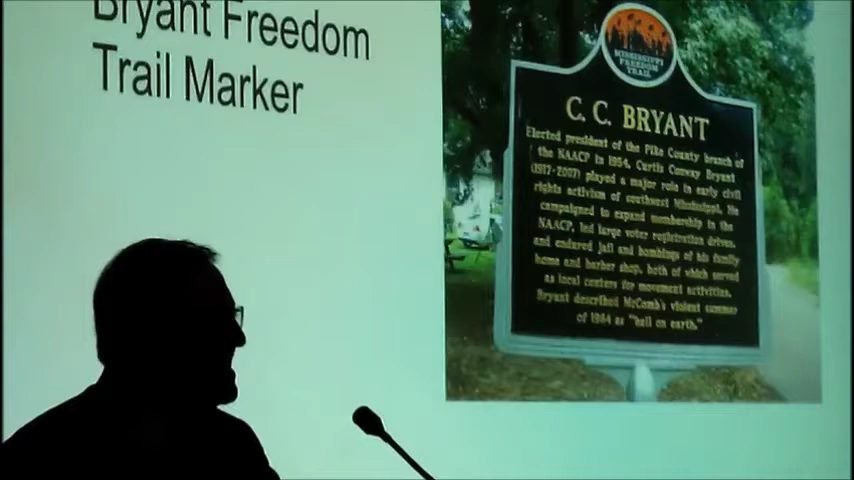 Bryant Freedom
Trail Marker
MISSISSIPPI
FREEDOM
TRAIL
C. C. BRYANT
Elected president of the Pike County branch of
the NAACP in 1954, Curtis Conway Bryant
(1917-2007) played a major role in early civil
rights activism of southwest Mississippi. He
campaigned to expand membership in the
NAACP, led large voter registration drives,
and endured jail and bombings of his family
home and barber shop, both of which served
as local centers for movement activities.
Bryant described McComb's violent summer
of 1964 as "hell on earth."